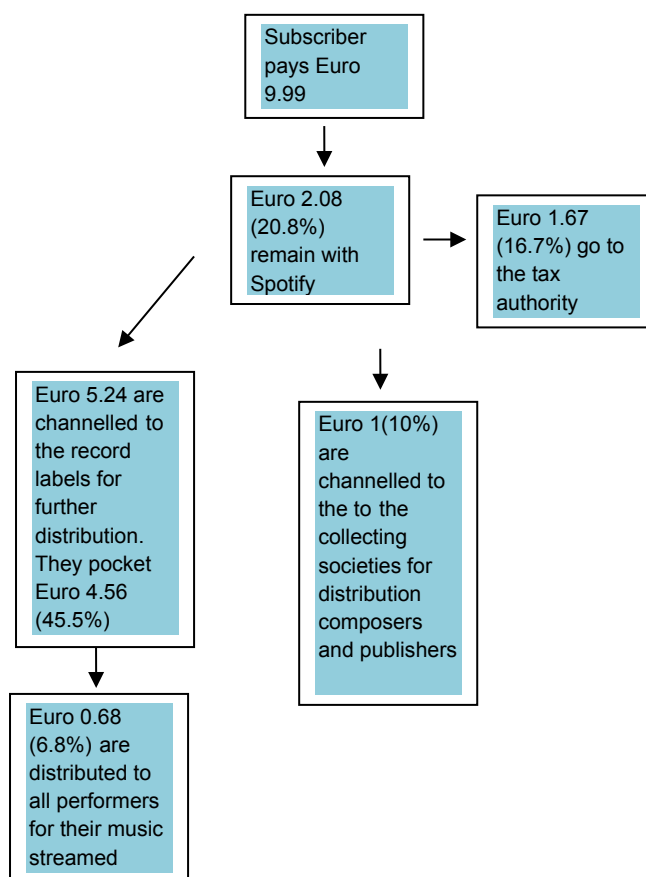 Subscriber
pays Euro
9.99
Euro 2.08
(20.8%)
remain with
Spotify
Euro 1.67
(16.7%) go to
the tax
authority
Euro 5.24 are
channelled to
the record
labels for
further
distribution.
They pocket
Euro 4.56
(45.5%)
Euro 1(10%)
are
channelled to
the to the
collecting
societies for
distribution
composers
and publishers
Euro 0.68
(6.8%) are
distributed to
all performers
for their music
streamed